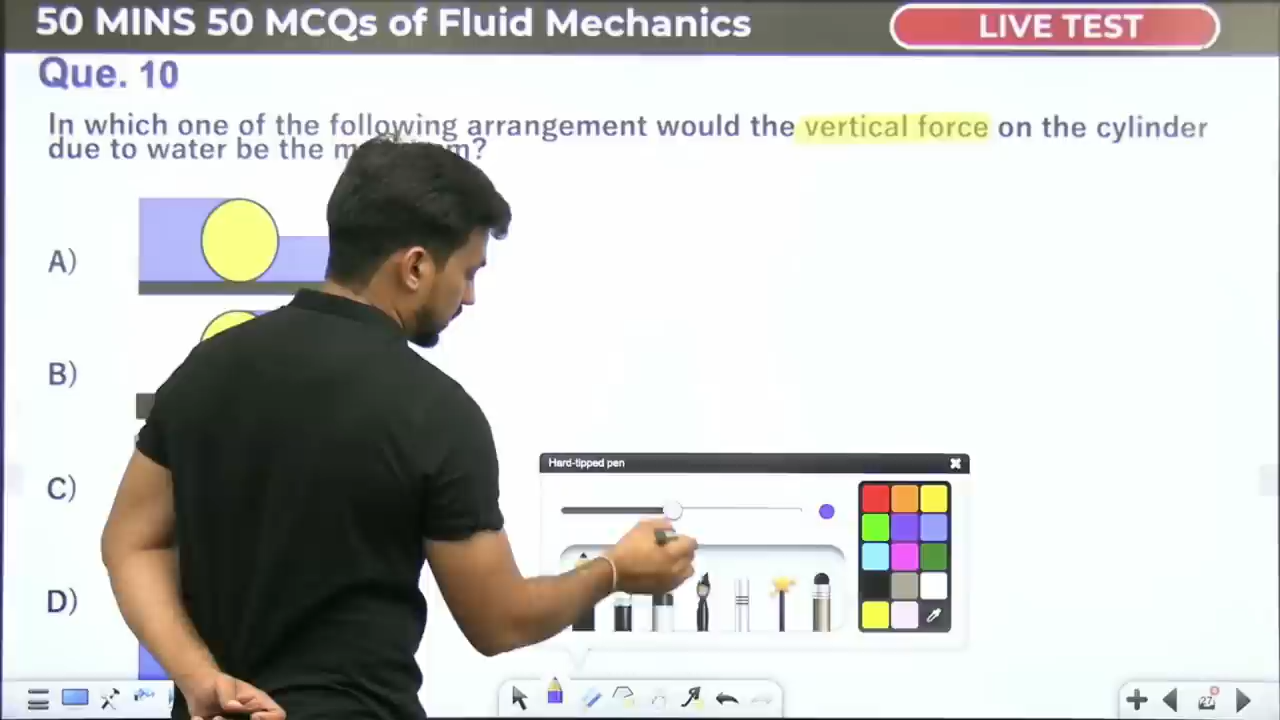 50 MINS 50 MCQs of Fluid Mechanics
LIVE TEST
Que. 10
In which one of the following arrangement would the vertical force on the cylinder
due to water be the
A)
B)
C)
D)
Hard-tipped pen